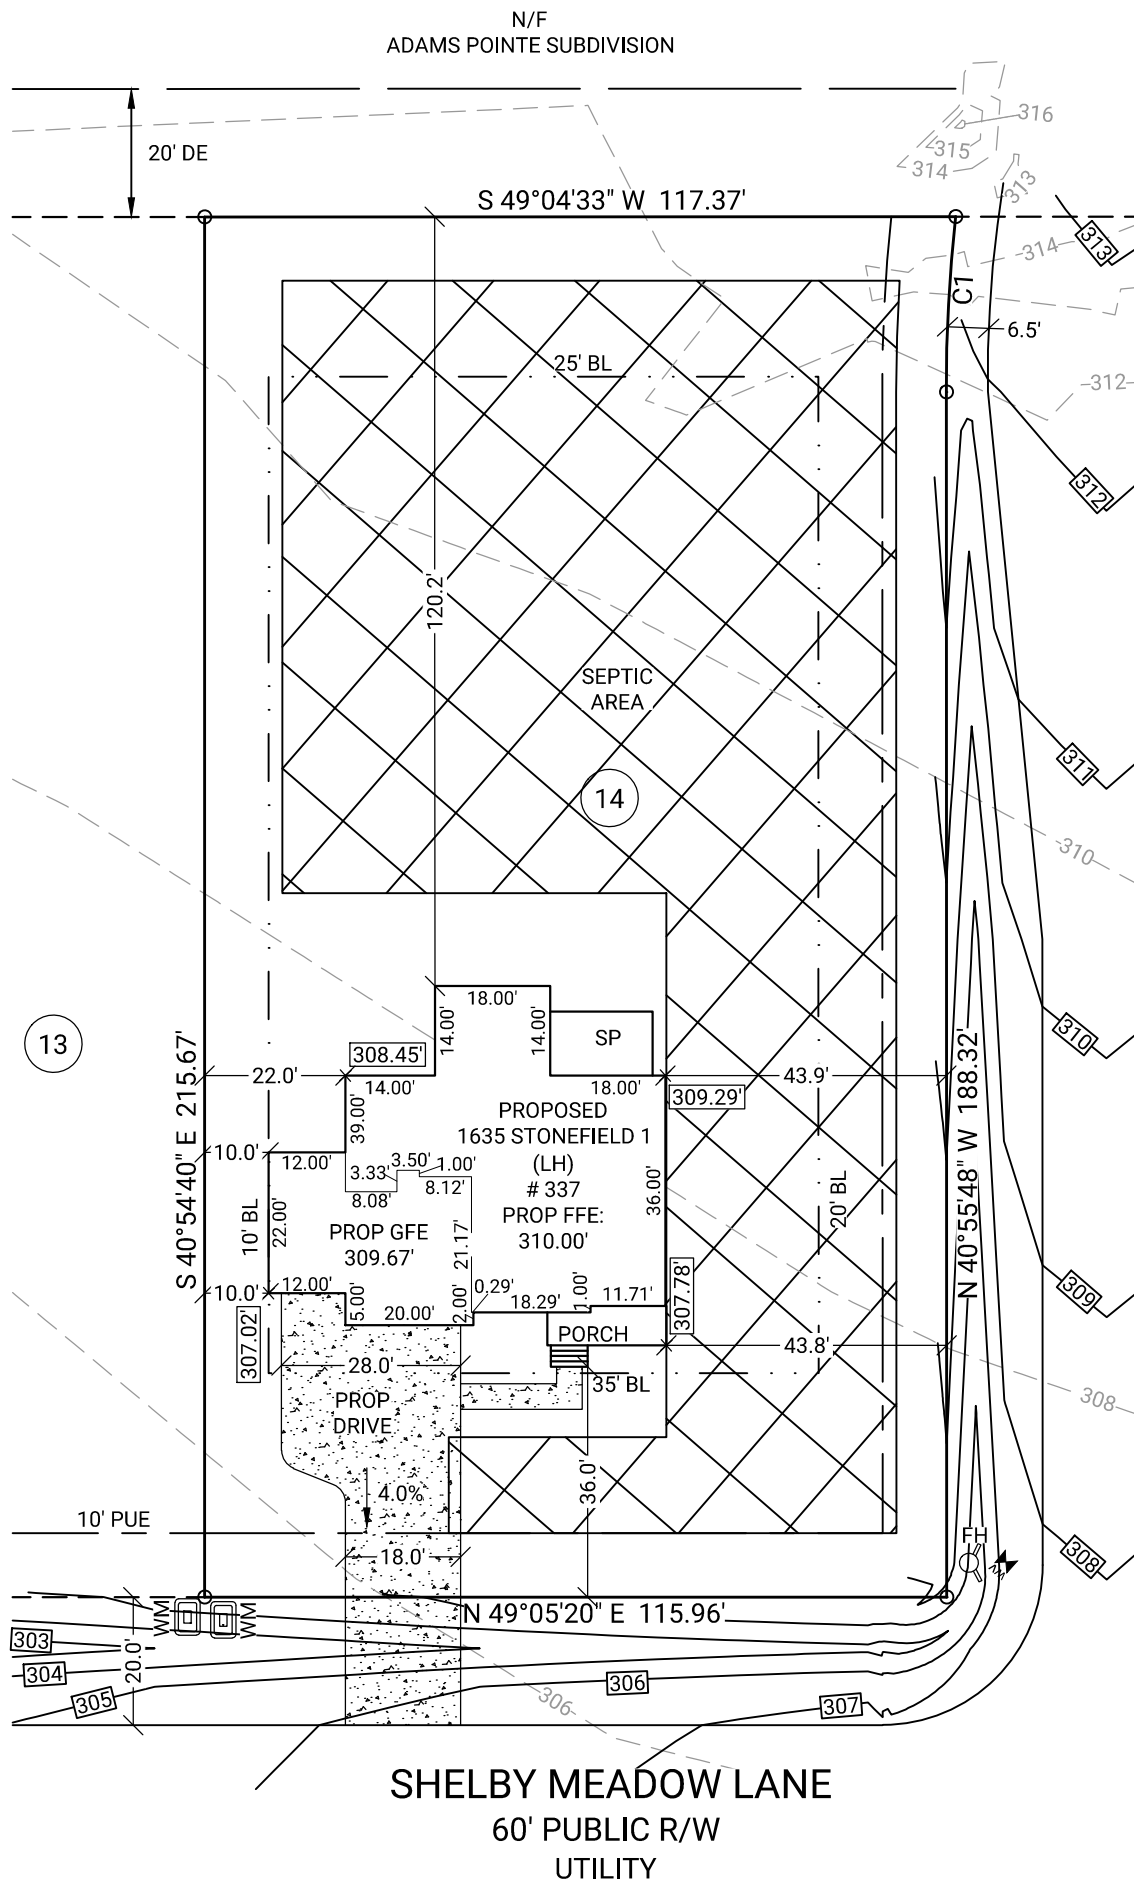 N/F
ADAMS POINTE SUBDIVISION
20' DE
316
315
314
313
S 49°04'33" W 117.37'
313
314
C1
6.5'
25' BL
312
312
120.2'
SEPTIC
AREA
311
14
310
18.00'
14.00'
14.00'
SP
13
310
308.45'
22.0'
14.00'
18.00'
43.9'
309.29'
39.00'
PROPOSED
1635 STONEFIELD 1
(LH)
# 337
PROP FFE:
310.00'
S 40°54'40" E 215.67'
N 40°55'48" W 188.32'
10.0'
12.00'
3.33'
3.50'
1.00'
8.08'
8.12'
36.00'
20' BL
10' BL
22.00'
PROP GFE
309.67'
21.17'
10.0'
12.00'
0.29'
1.00'
11.71'
309
307.02'
5.00'
20.00'
2.00'
18.29'
307.78'
PORCH
43.8'
28.0'
35' BL
308
PROP
DRIVE
36.0'
4.0%
10' PUE
18.0'
FH
308
N 49°05'20" E 115.96'
W
W
W
W
303
304
305
20.0'
306
306
307
SHELBY MEADOW LANE
60' PUBLIC R/W
UTILITY